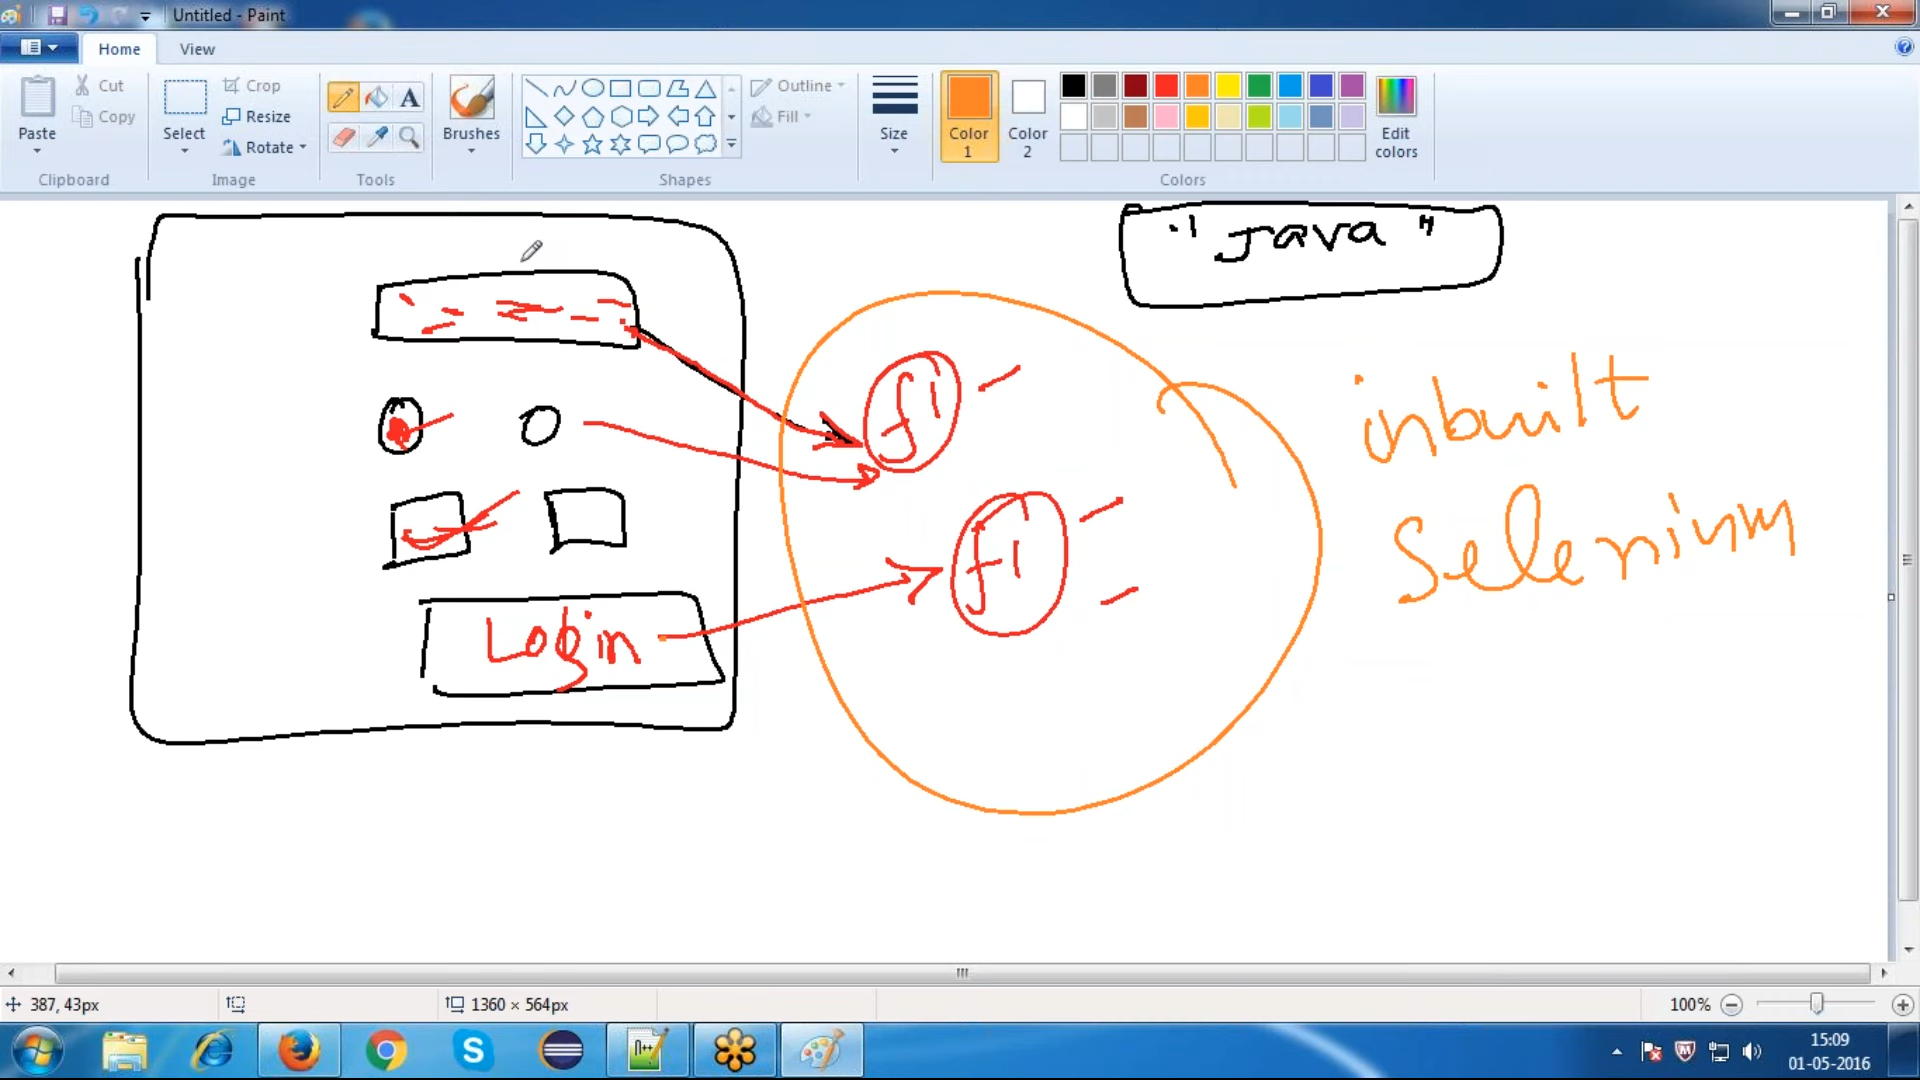 Untitled - Paint
Home View
Cut
Copy
Paste
Clipboard
Select
Crop
Resize
Rotate
Image
A
Tools
Brushes
Outline
Fill
Shapes
Size
Color 1
Color 2
Edit colors
Colors
" Java "
f1
f1
Login
inbuilt
Selenium
387, 43px
1360 × 564px
100%
15:09
01-05-2016